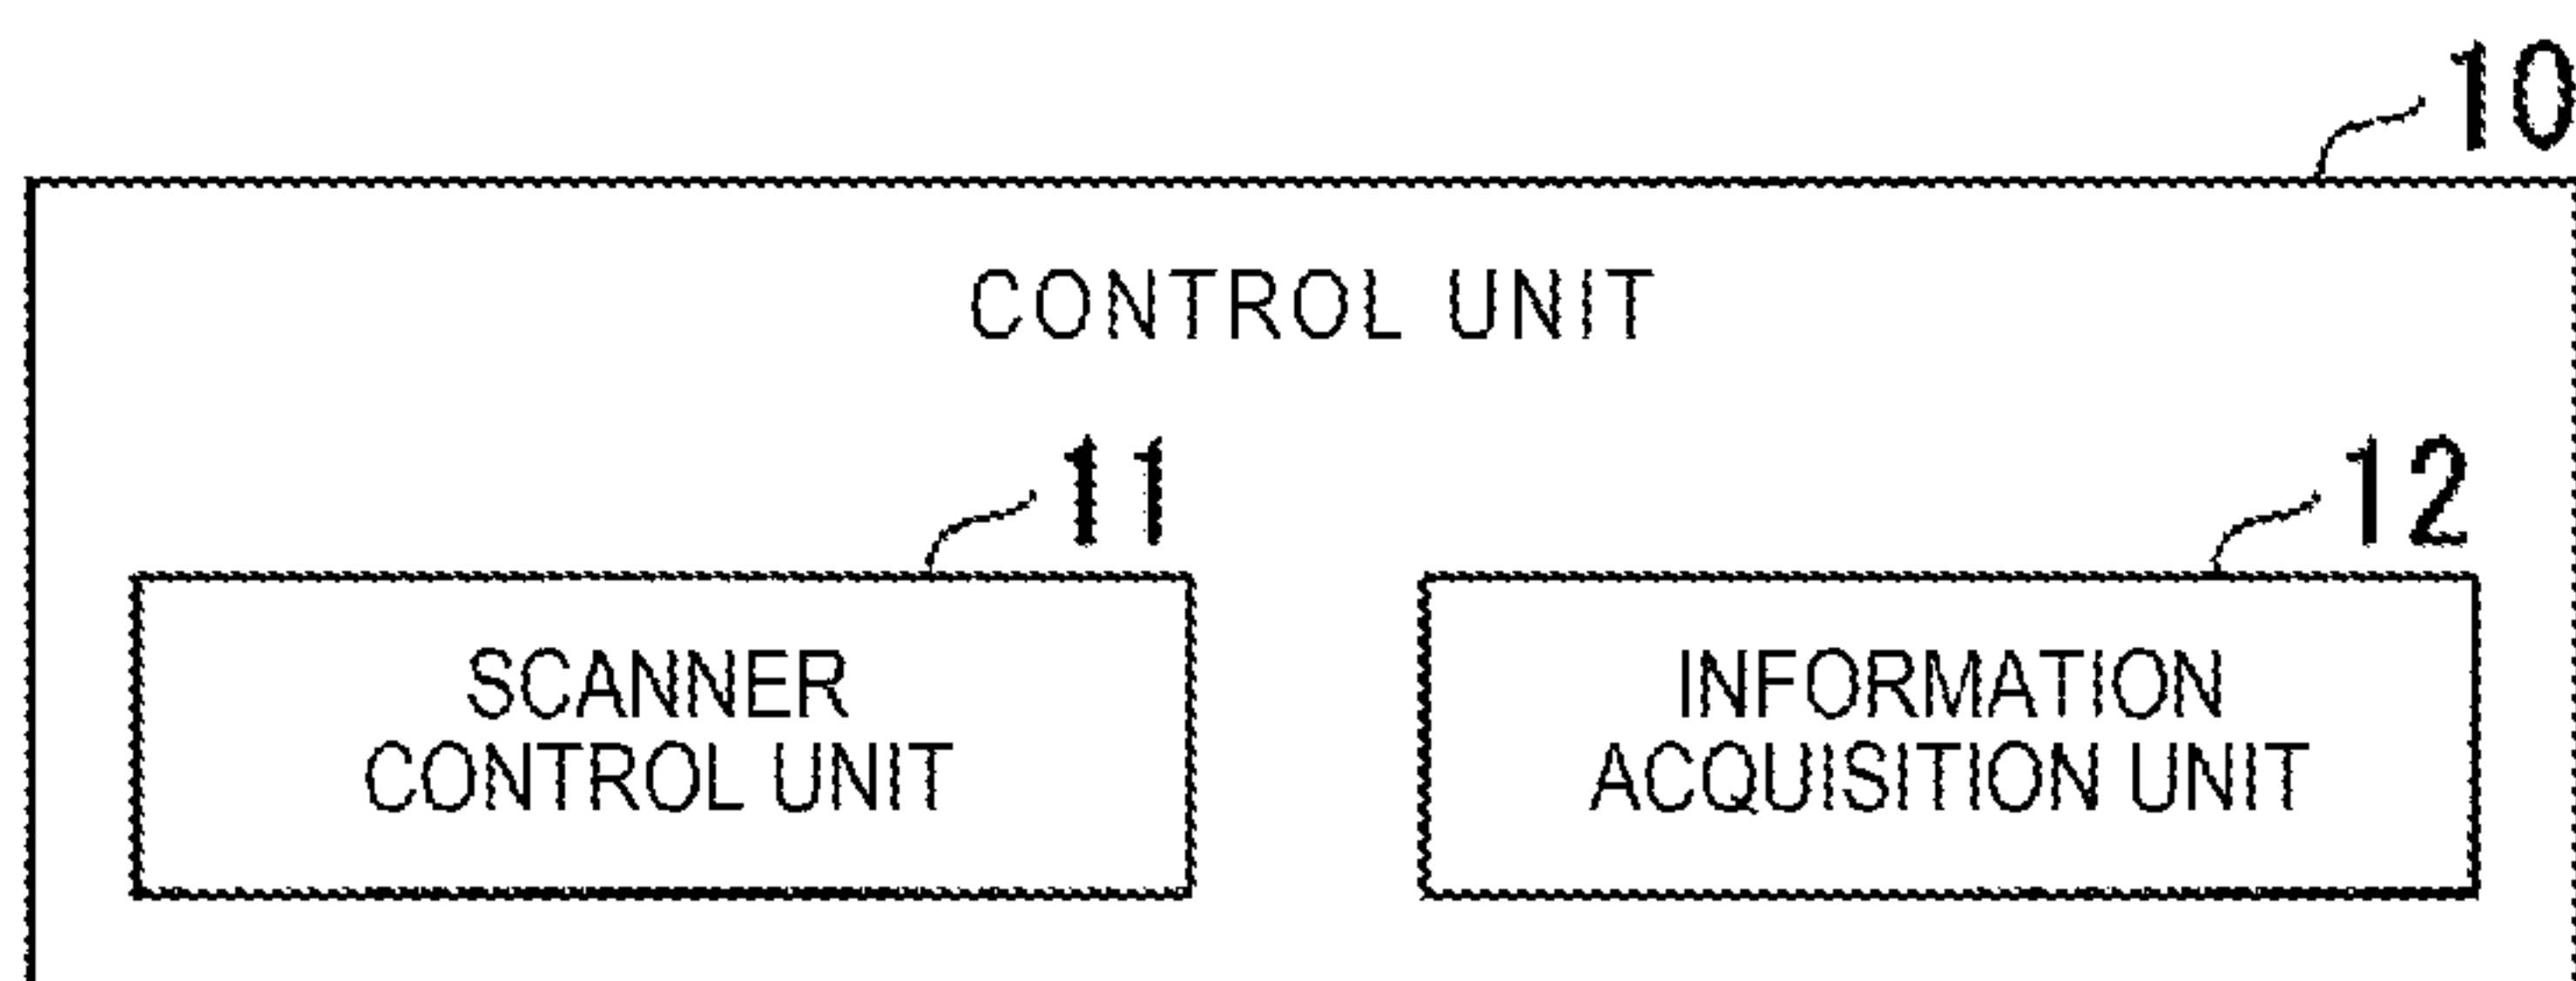 10
CONTROL UNIT
11
12
SCANNER
CONTROL UNIT
INFORMATION
ACQUISITION UNIT